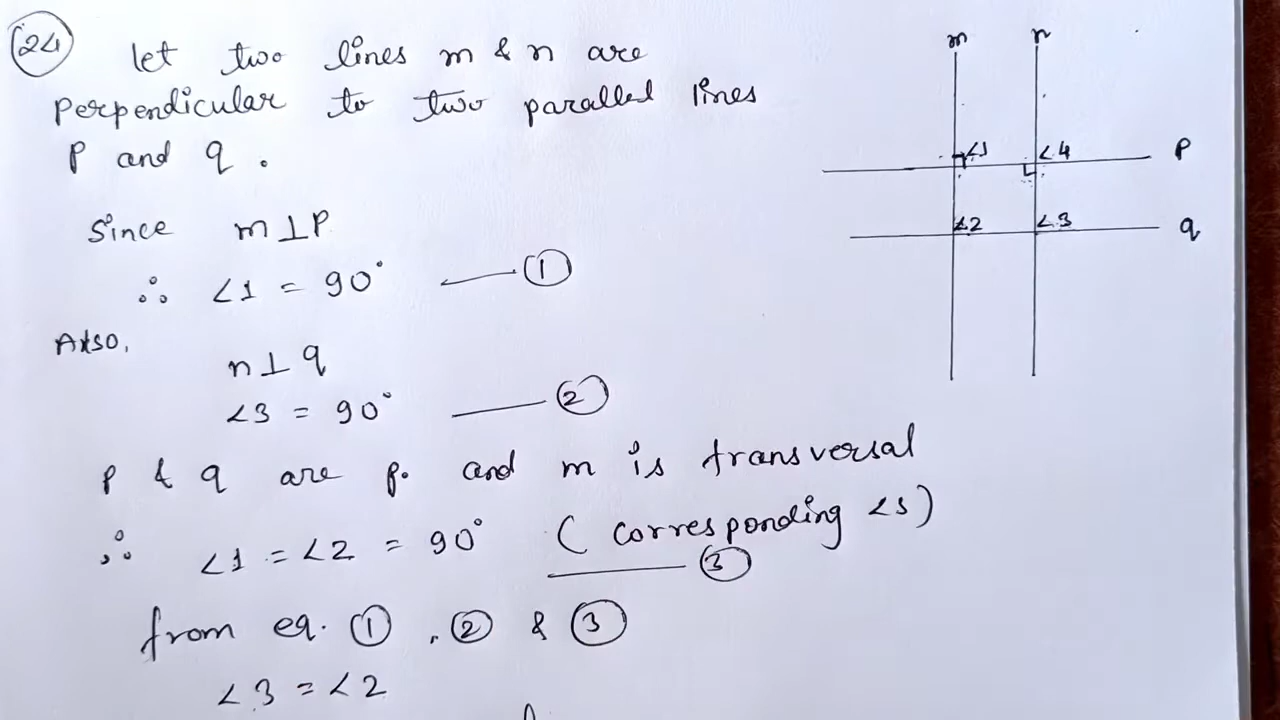 (24) let two lines m & n are
Perpendicular to two parallel lines
P and q.
Since m⊥P
∴ ∠1 = 90° —— ①
Also,
n⊥q
∠3 = 90° —— ②
P & q are p. and m is transversal
∴ ∠1 = ∠2 = 90° (corresponding ∠s)
—— ③
from eq. ①, ② & ③
∠3 = ∠2
m n
∠1 ∠4 P
∠2 ∠3 q